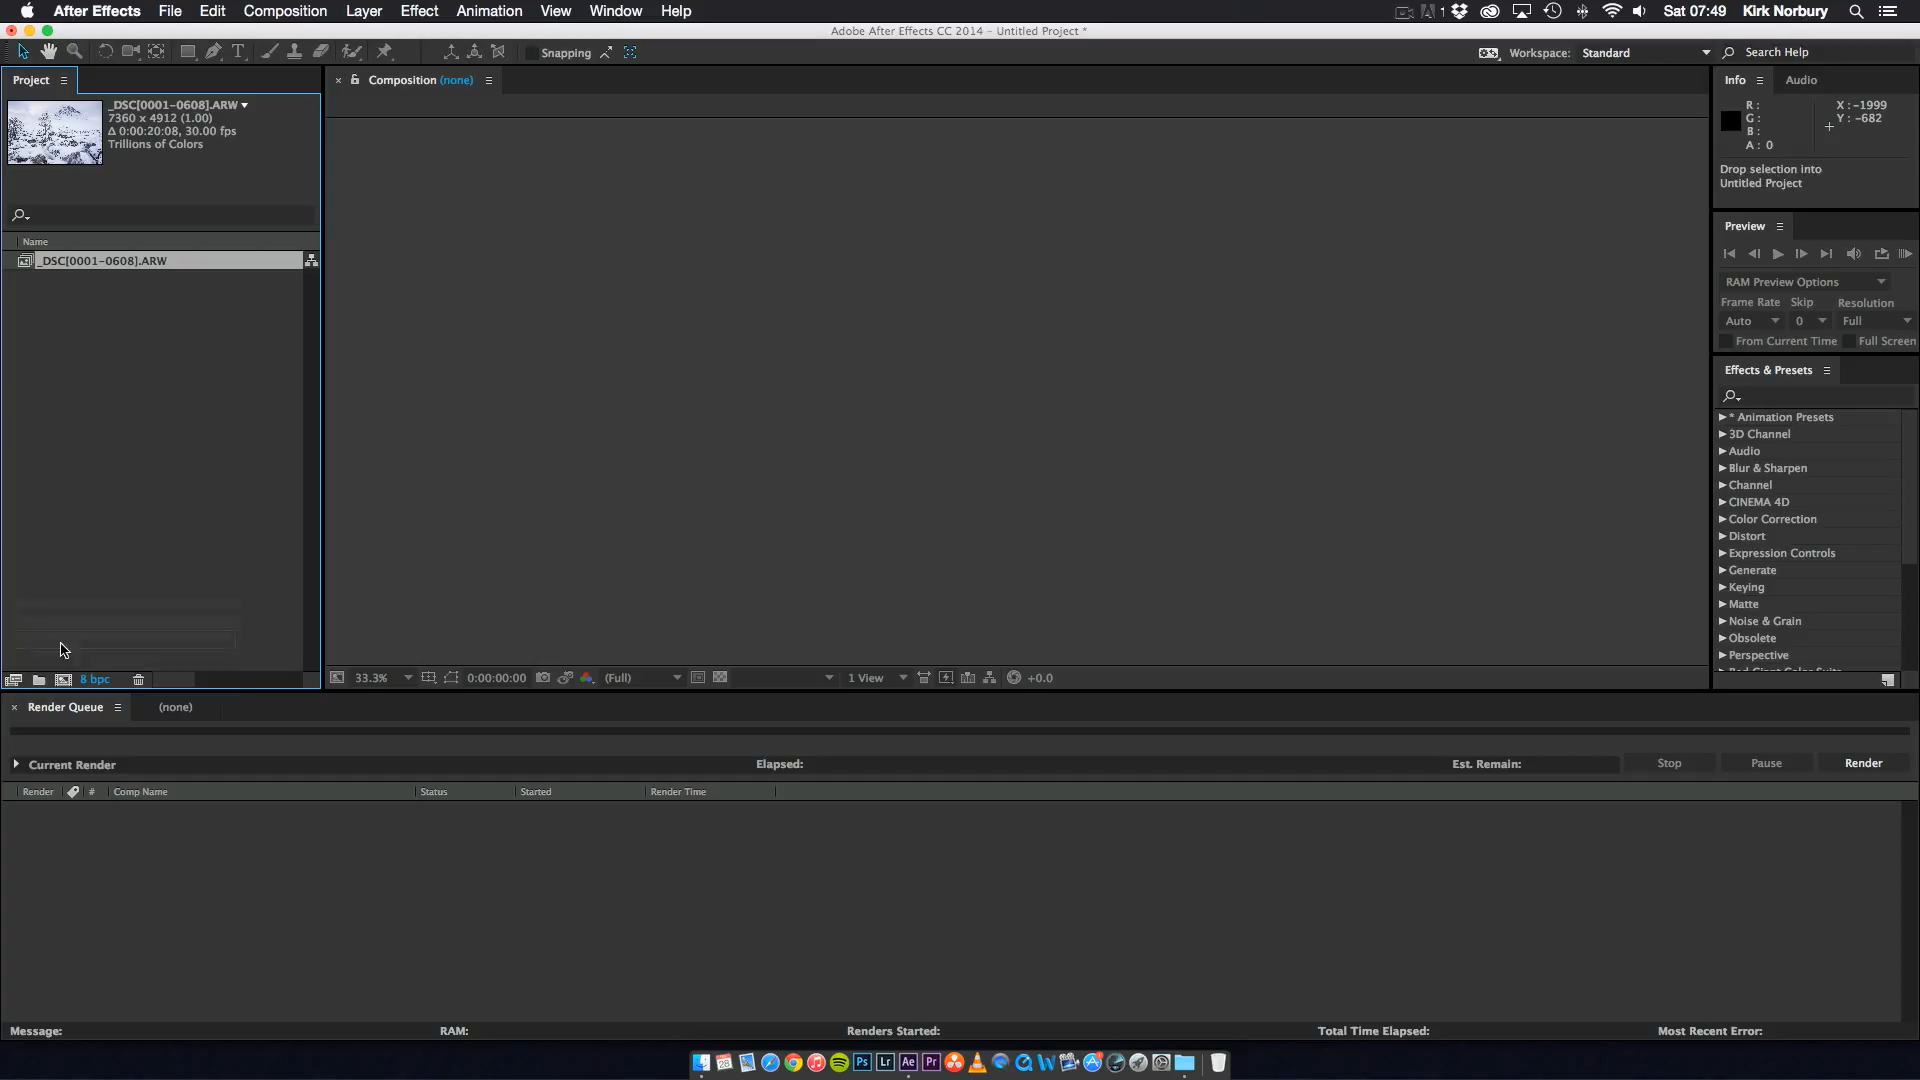 After Effects File Edit Composition Layer Effect Animation View Window Help 1 Sat 07:49 Kirk Norbury
Adobe After Effects CC 2014 - Untitled Project *
T Snapping Workspace: Standard Search Help
Project
_DSC[0001-0608].ARW
7360 x 4912 (1.00)
Δ 0:00:20:08, 30.00 fps
Trillions of Colors
Name
_DSC[0001-0608].ARW
8 bpc
Composition (none)
33.3% 0:00:00:00 (Full) 1 View +0.0
Info Audio
R: X : -1999
G: Y : -682
B:
A: 0
Drop selection into
Untitled Project
Preview
RAM Preview Options
Frame Rate Skip Resolution
Auto 0 Full
From Current Time Full Screen
Effects & Presets
* Animation Presets
3D Channel
Audio
Blur & Sharpen
Channel
CINEMA 4D
Color Correction
Distort
Expression Controls
Generate
Keying
Matte
Noise & Grain
Obsolete
Perspective
Render Queue (none)
Current Render Elapsed: Est. Remain: Stop Pause Render
Render # Comp Name Status Started Render Time
Message: RAM: Renders Started: Total Time Elapsed: Most Recent Error:
Ps Lr Ae Pr W